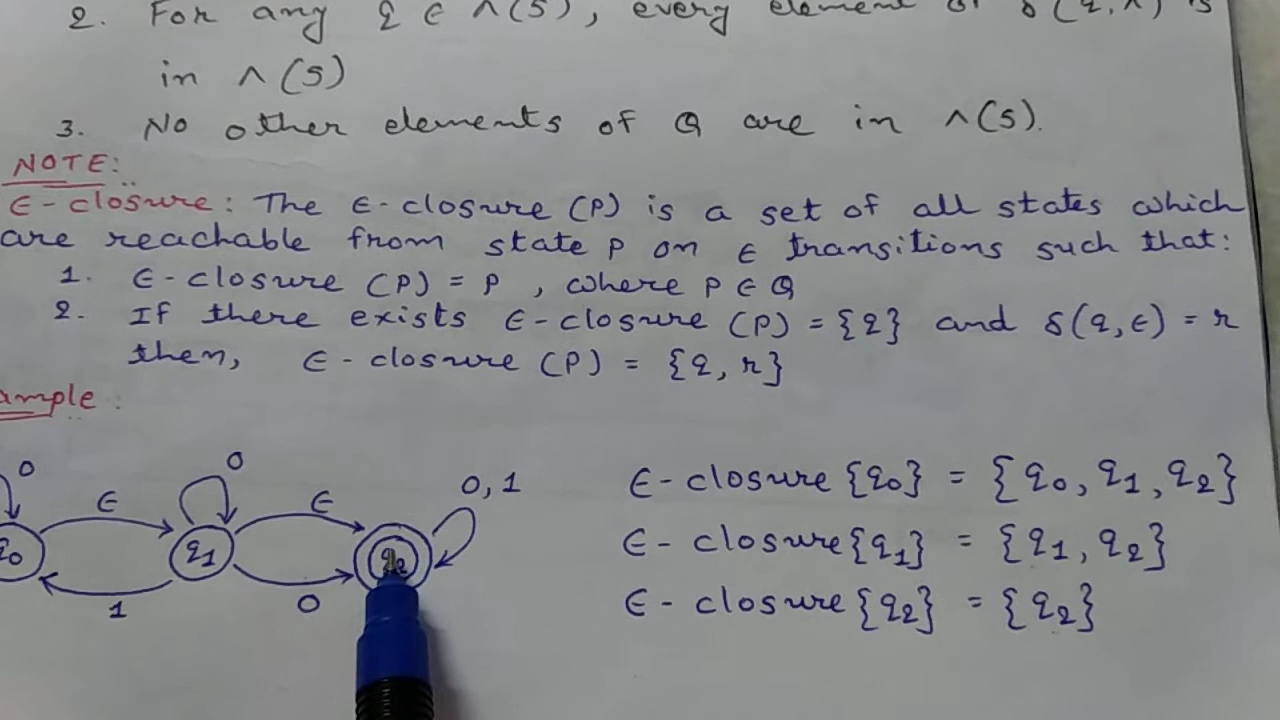 2. For any q ∈ ∧(S), every element of δ(q,∧) is
in ∧(S)
3. No other elements of Q are in ∧(S).
NOTE:
ϵ-closure: The ϵ-closure (P) is a set of all states which
are reachable from state P on ϵ transitions such that:
1. ϵ-closure (P) = P , where P ∈ Q
2. If there exists ϵ-closure (P) = {q} and δ(q,ϵ) = r
then, ϵ-closure (P) = {q, r}
ample:
0 0 0,1
ϵ ϵ
q0 q1 q2
1 0
ϵ-closure {q0} = {q0, q1, q2}
ϵ-closure{q1} = {q1, q2}
ϵ-closure{q2} = {q2}